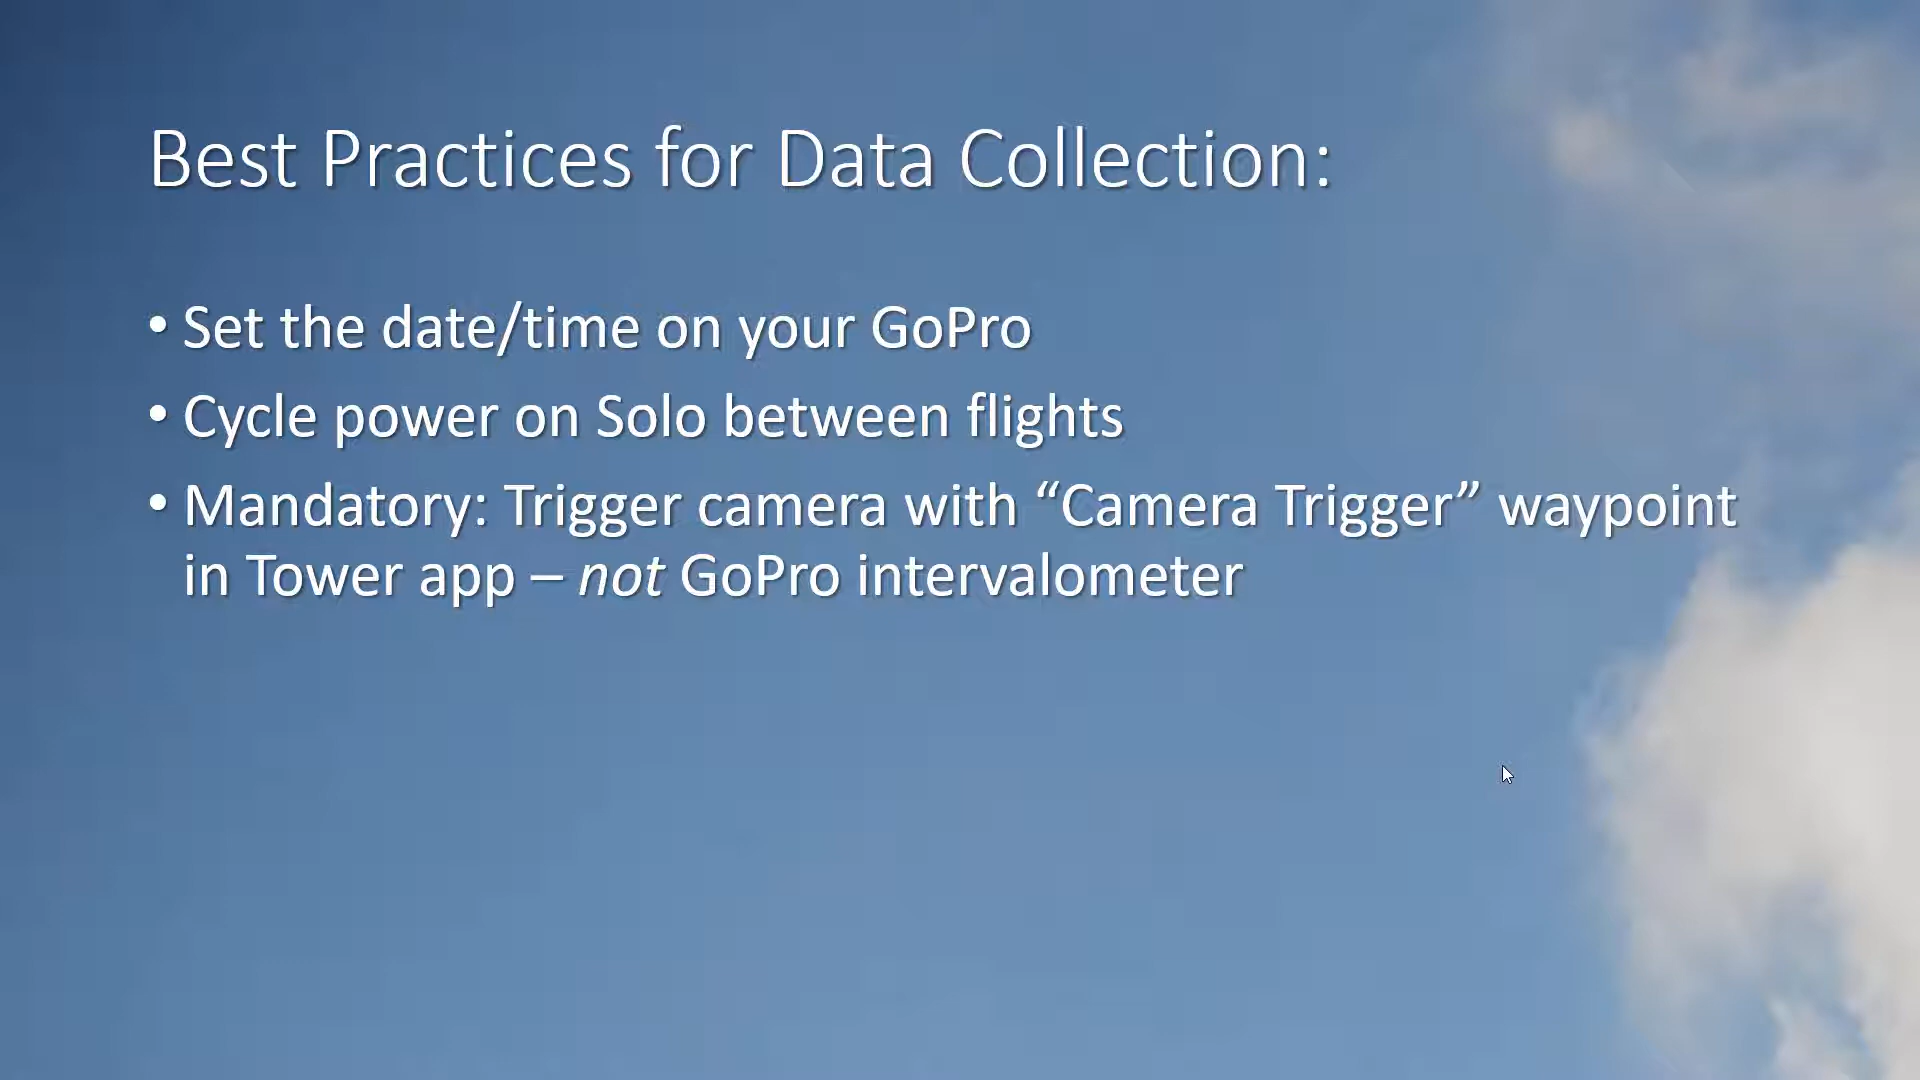 Best Practices for Data Collection:
• Set the date/time on your GoPro
• Cycle power on Solo between flights
• Mandatory: Trigger camera with “Camera Trigger” waypoint
in Tower app – not GoPro intervalometer